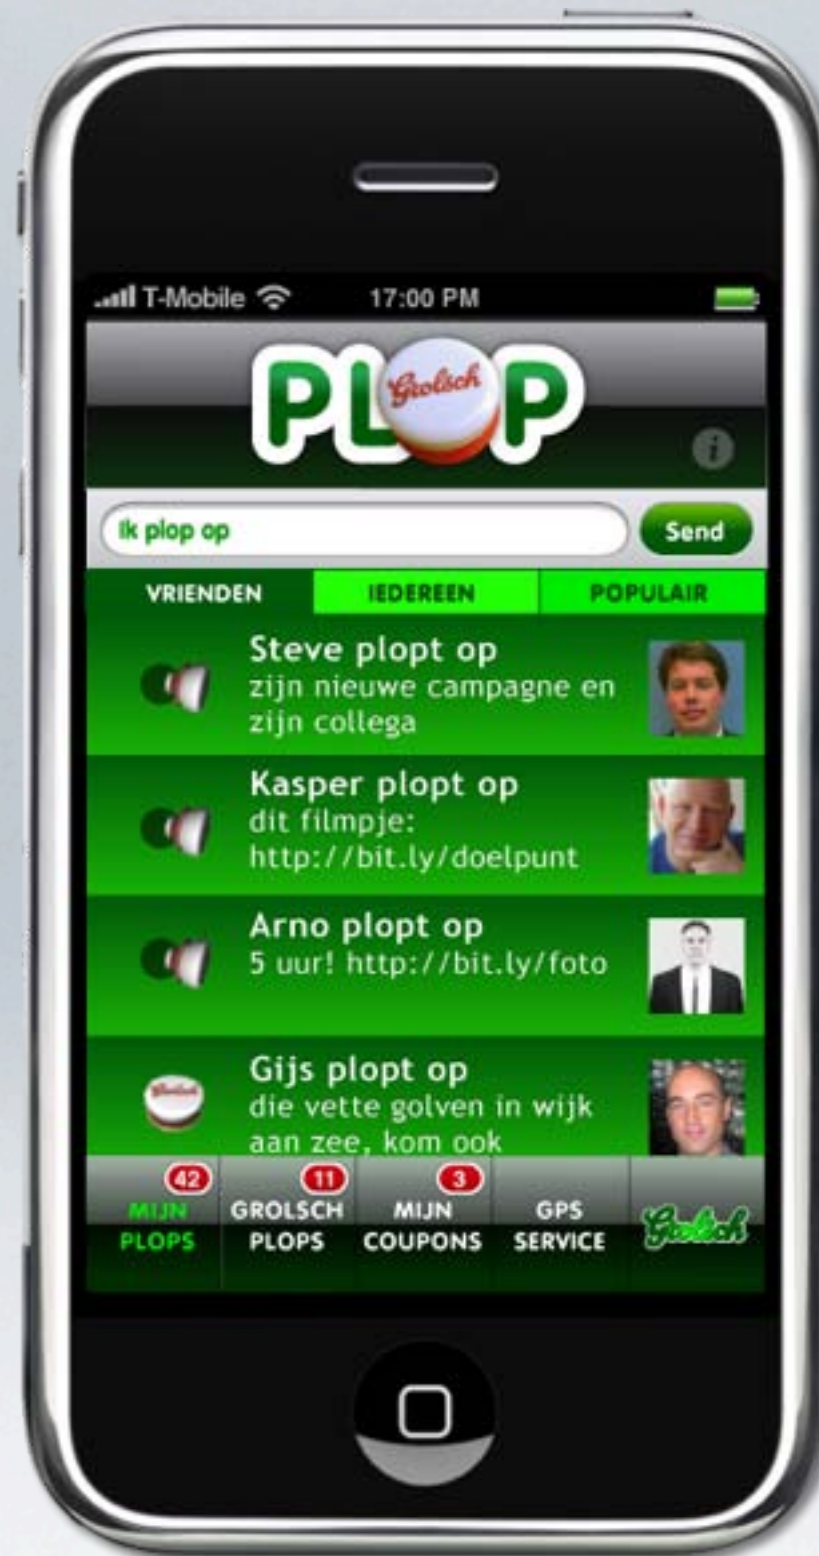 T-Mobile 17:00 PM
PLOP
Grolsch
i
Ik plop op Send
VRIENDEN IEDEREEN POPULAIR
Steve plopt op
zijn nieuwe campagne en
zijn collega
Kasper plopt op
dit filmpje:
http://bit.ly/doelpunt
Arno plopt op
5 uur! http://bit.ly/foto
Grolsch
Gijs plopt op
die vette golven in wijk
aan zee, kom ook
42 11 3
MIJN GROLSCH MIJN GPS
PLOPS PLOPS COUPONS SERVICE
Grolsch